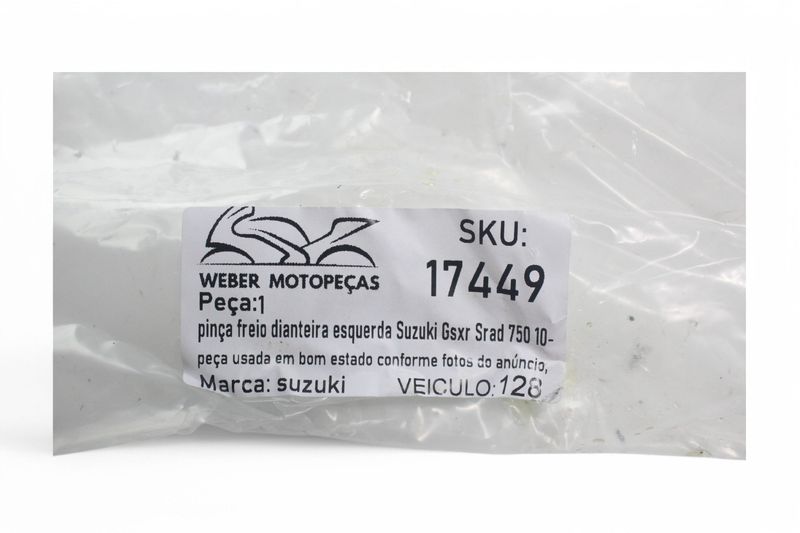 SKU:
17449
WEBER MOTOPEÇAS
Peça:1
pinça freio dianteira esquerda Suzuki Gsxr Srad 750 10-
peça usada em bom estado conforme fotos do anúncio,
Marca: suzuki VEICULO: 128